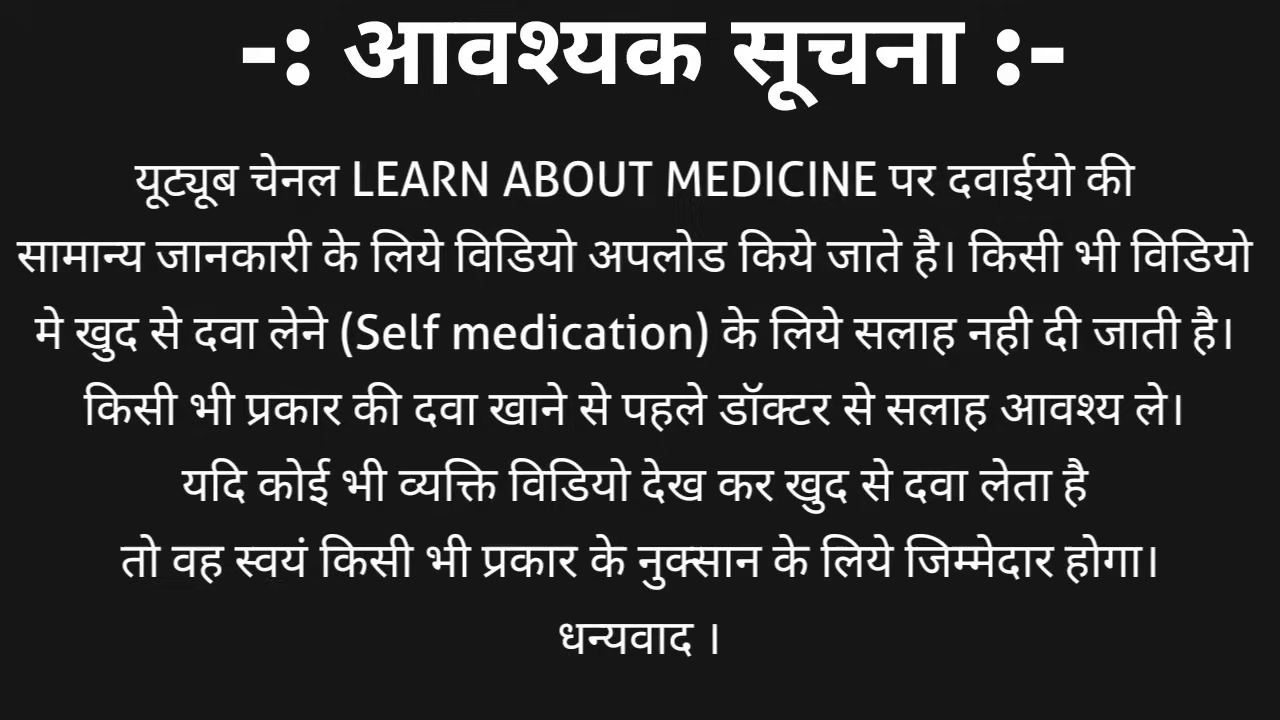 -: आवश्यक सूचना :-
यूट्यूब चेनल LEARN ABOUT MEDICINE पर दवाईयो की
सामान्य जानकारी के लिये विडियो अपलोड किये जाते है। किसी भी विडियो
मे खुद से दवा लेने (Self medication) के लिये सलाह नही दी जाती है।
किसी भी प्रकार की दवा खाने से पहले डॉक्टर से सलाह आवश्य ले।
यदि कोई भी व्यक्ति विडियो देख कर खुद से दवा लेता है
तो वह स्वयं किसी भी प्रकार के नुक्सान के लिये जिम्मेदार होगा।
धन्यवाद ।